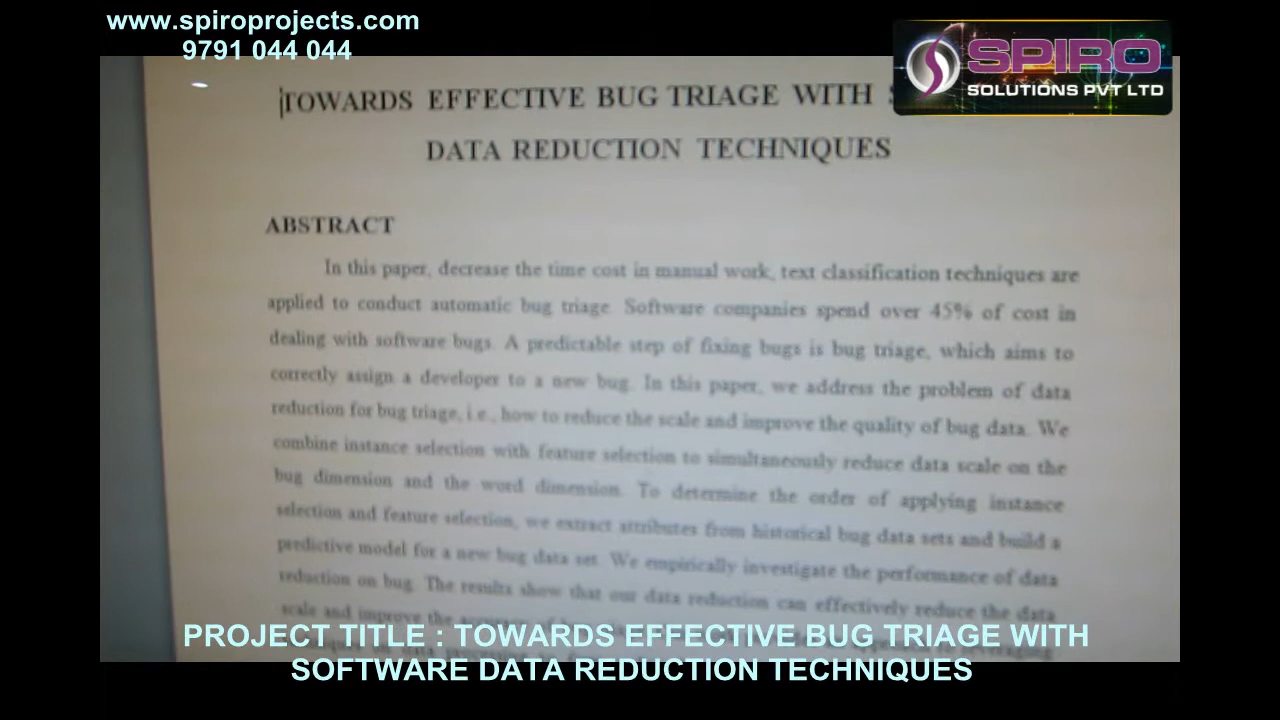 www.spiroprojects.com
9791 044 044
SPIRO
SOLUTIONS PVT LTD
TOWARDS EFFECTIVE BUG TRIAGE WITH
DATA REDUCTION TECHNIQUES
ABSTRACT
In this paper, decrease the time cost in manual work, text classification techniques are
applied to conduct automatic bug triage. Software companies spend over 45% of cost in
dealing with software bugs. A predictable step of fixing bugs is bug triage, which aims to
correctly assign a developer to a new bug. In this paper, we address the problem of data
reduction for bug triage, i.e., how to reduce the scale and improve the quality of bug data. We
combine instance selection with feature selection to simultaneously reduce data scale on the
bug dimension and the word dimension. To determine the order of applying instance
selection and feature selection, we extract attributes from historical bug data sets and build a
predictive model for a new bug data set. We empirically investigate the performance of data
reduction on bug. The results show that our data reduction can effectively reduce the data
scale and improve the
PROJECT TITLE : TOWARDS EFFECTIVE BUG TRIAGE WITH
SOFTWARE DATA REDUCTION TECHNIQUES